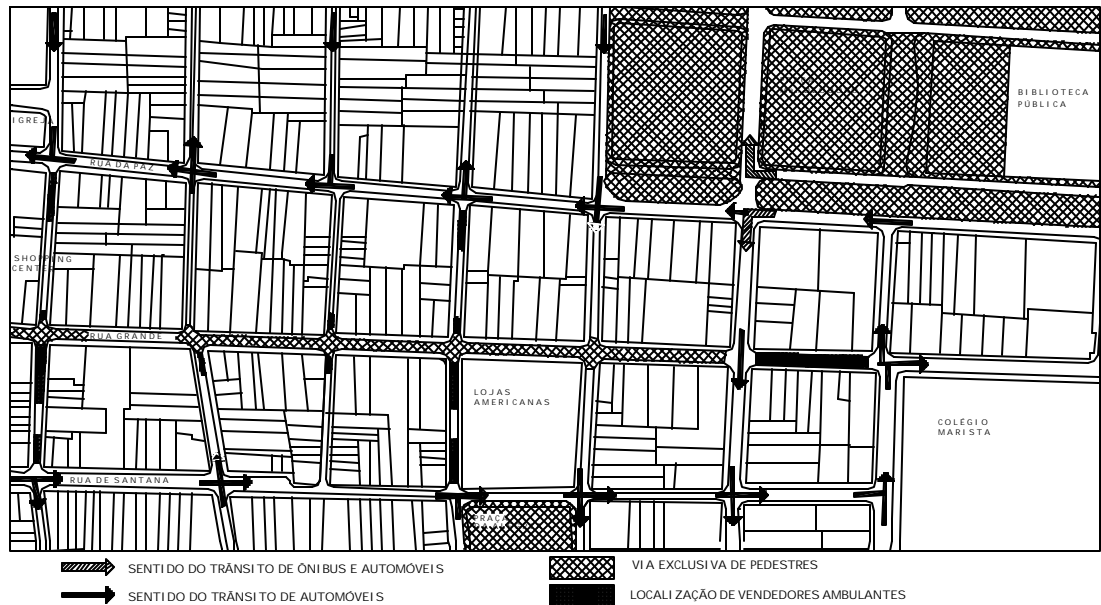 BIBLIOTECA
PÚBLICA
IGREJA
RUA DA PAZ
SHOPPING
CENTER
RUA GRANDE
LOJAS
AMERICANAS
COLÉGIO
MARISTA
RUA DE SANTANA
PRAÇA
SENTIDO DO TRÂNSITO DE ÔNIBUS E AUTOMÓVEIS
VIA EXCLUSIVA DE PEDESTRES
SENTIDO DO TRÂNSITO DE AUTOMÓVEIS
LOCALIZAÇÃO DE VENDEDORES AMBULANTES